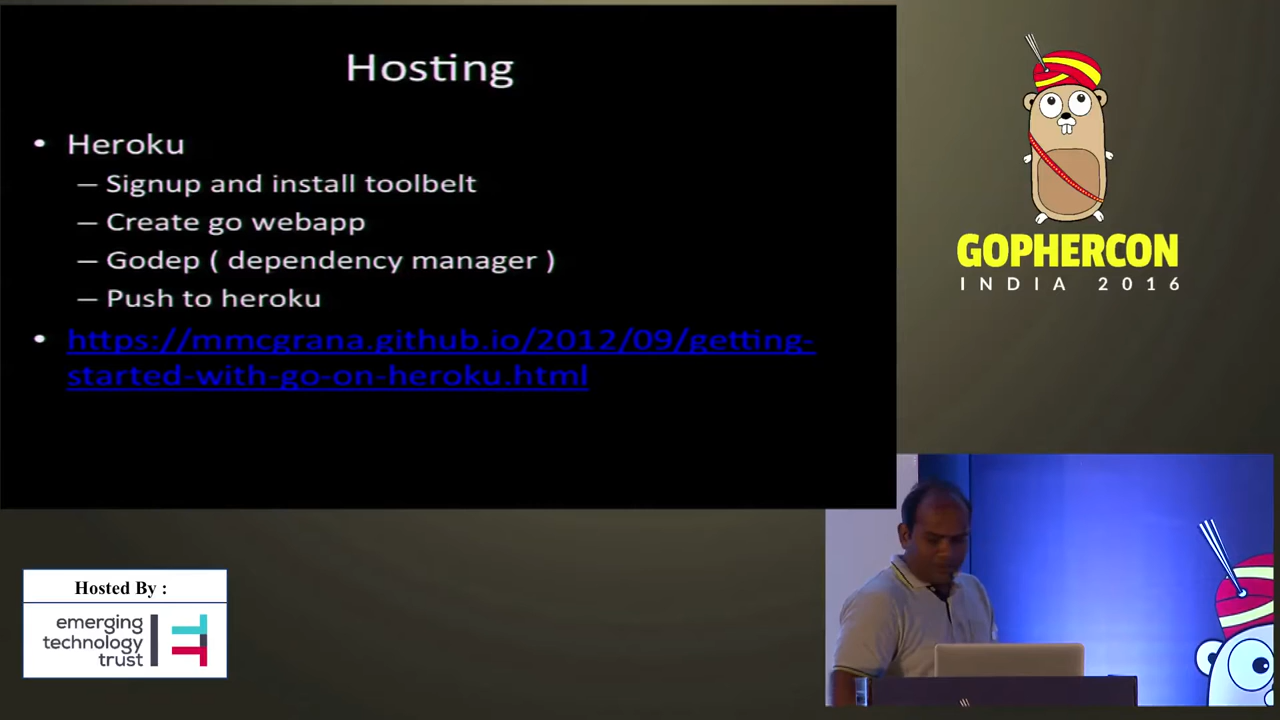 Hosting
• Heroku
– Signup and install toolbelt
– Create go webapp
– Godep ( dependency manager )
– Push to heroku
• https://mmcgrana.github.io/2012/09/getting-
started-with-go-on-heroku.html
GOPHERCON
INDIA 2016
Hosted By :
emerging
technology
trust